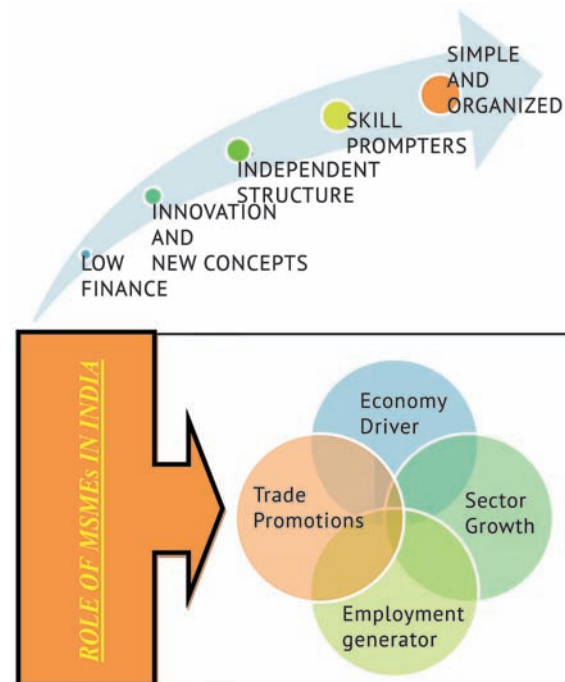 SIMPLE
AND
ORGANIZED
SKILL
PROMPTERS
INDEPENDENT
STRUCTURE
INNOVATION
AND
NEW CONCEPTS
LOW
FINANCE
ROLE OF MSMEs IN INDIA
Economy
Driver
Trade
Promotions
Sector
Growth
Employment
generator